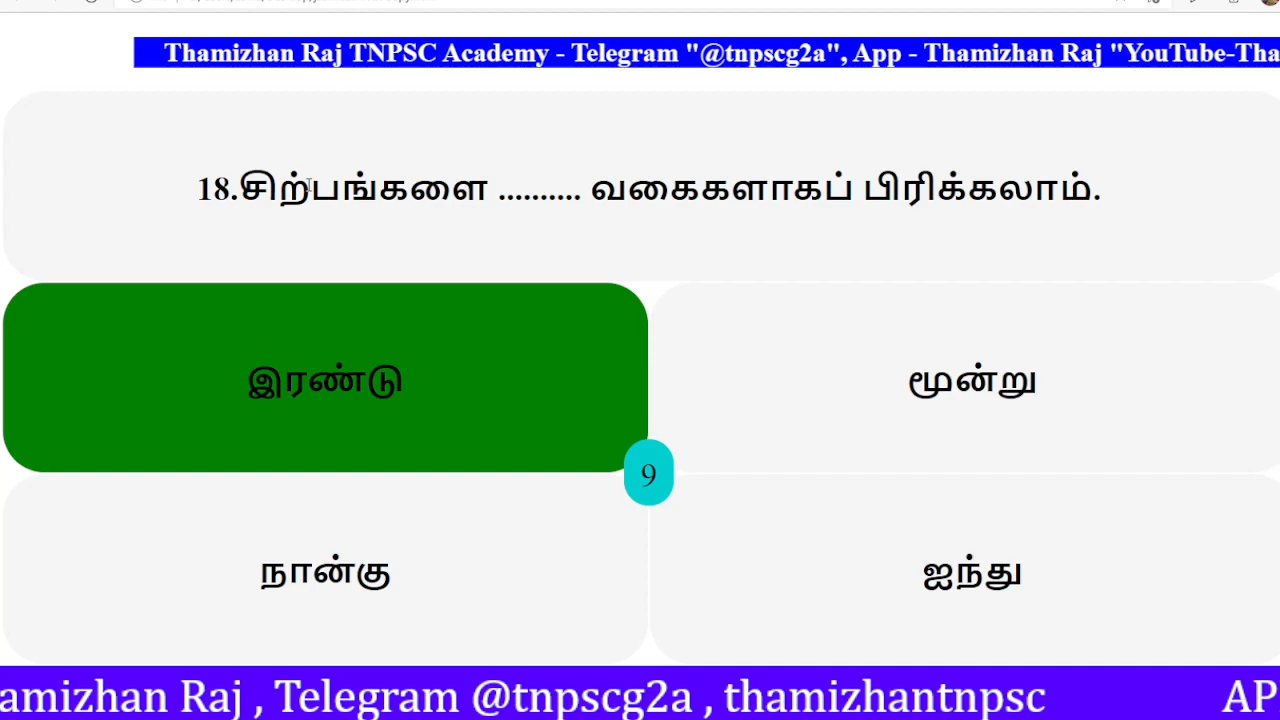 Thamizhan Raj TNPSC Academy - Telegram "@tnpscg2a", App - Thamizhan Raj "YouTube-Tha
18.சிற்பங்களை .......... வகைகளாகப் பிரிக்கலாம்.
இரண்டு
மூன்று
9
நான்கு
ஐந்து
amizhan Raj , Telegram @tnpscg2a , thamizhantnpsc AP